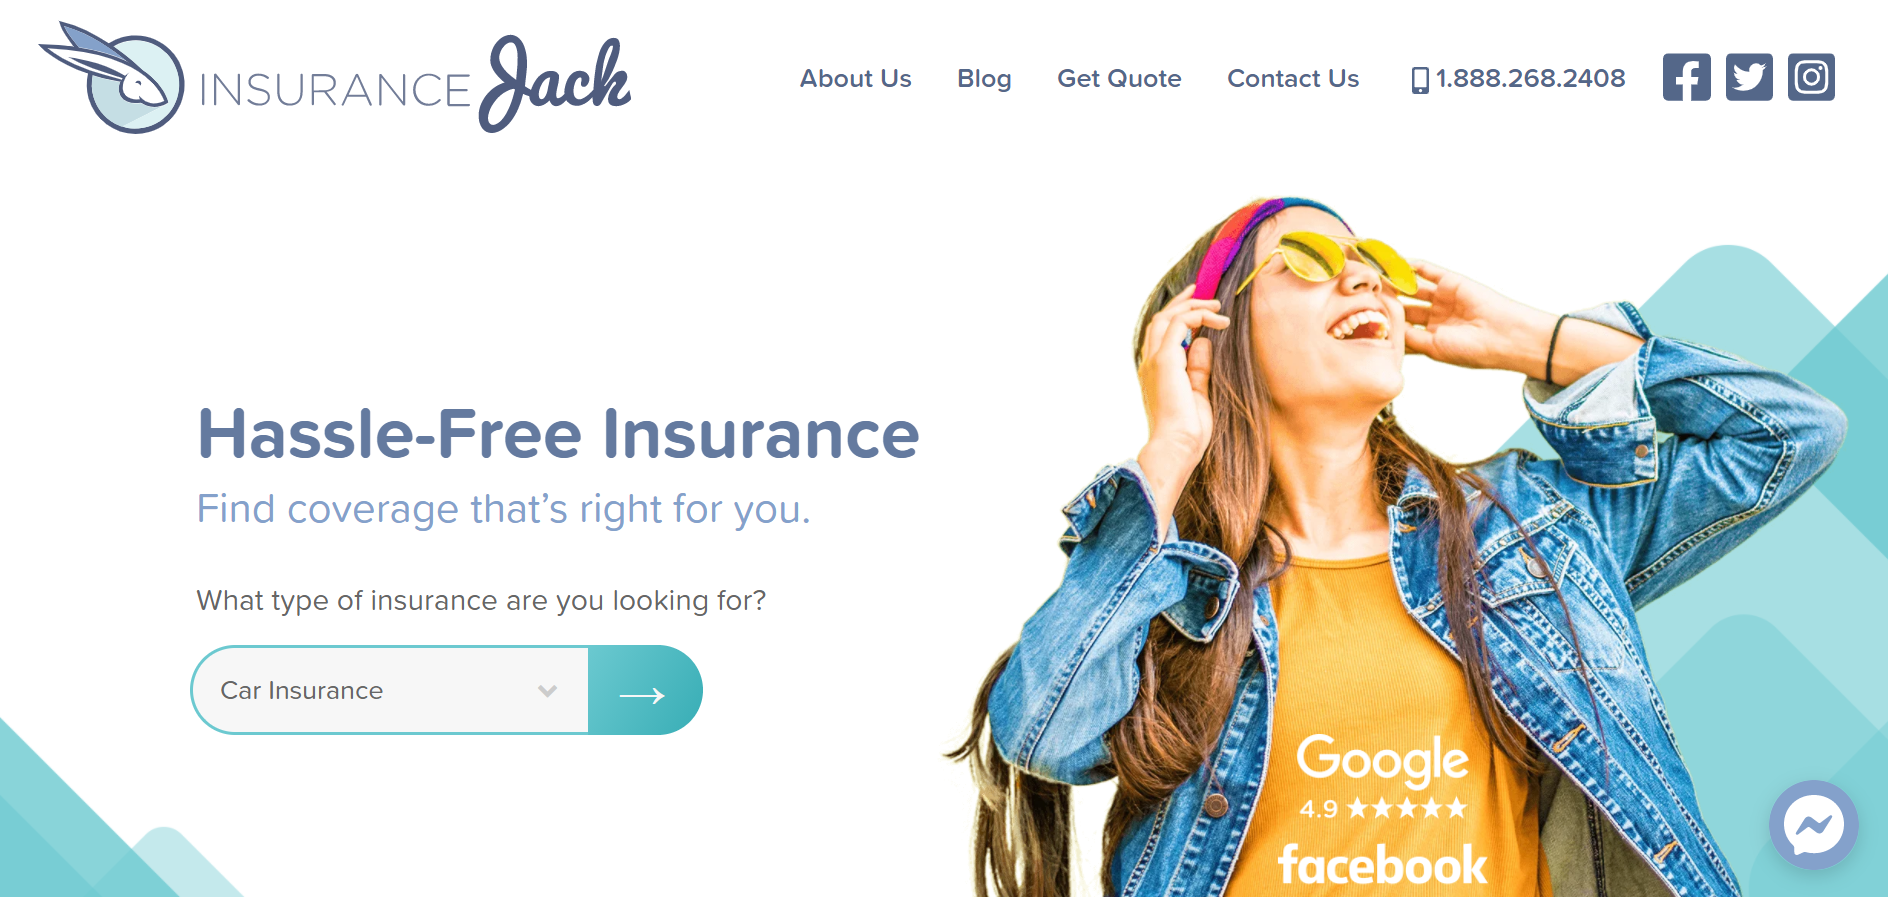 INSURANCE Jack
About Us
Blog
Get Quote
Contact Us
1.888.268.2408
Hassle-Free Insurance
Find coverage that's right for you.
What type of insurance are you looking for?
Car Insurance
Google
4.9 ★★★★★
facebook